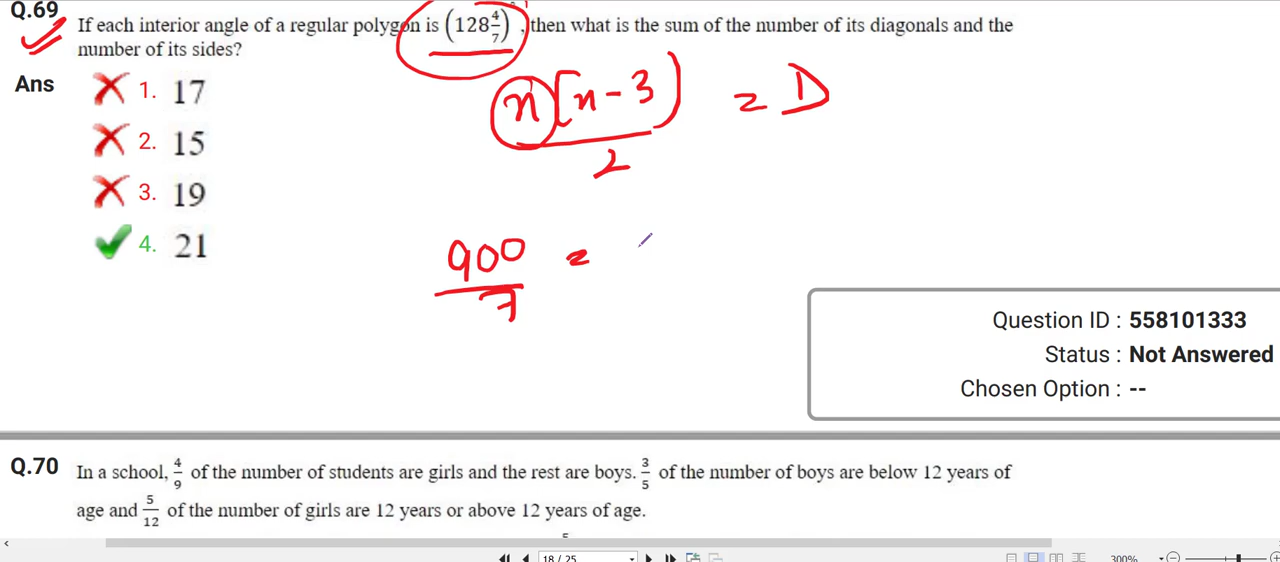 Q.69
If each interior angle of a regular polygon is (128 4/7)°, then what is the sum of the number of its diagonals and the
number of its sides?
Ans
1. 17
2. 15
3. 19
4. 21
n[n-3) / 2 = D
900/7 =
Question ID : 558101333
Status : Not Answered
Chosen Option : --
Q.70 In a school, 4/9 of the number of students are girls and the rest are boys. 3/5 of the number of boys are below 12 years of
age and 5/12 of the number of girls are 12 years or above 12 years of age.
5
18 / 25
300%